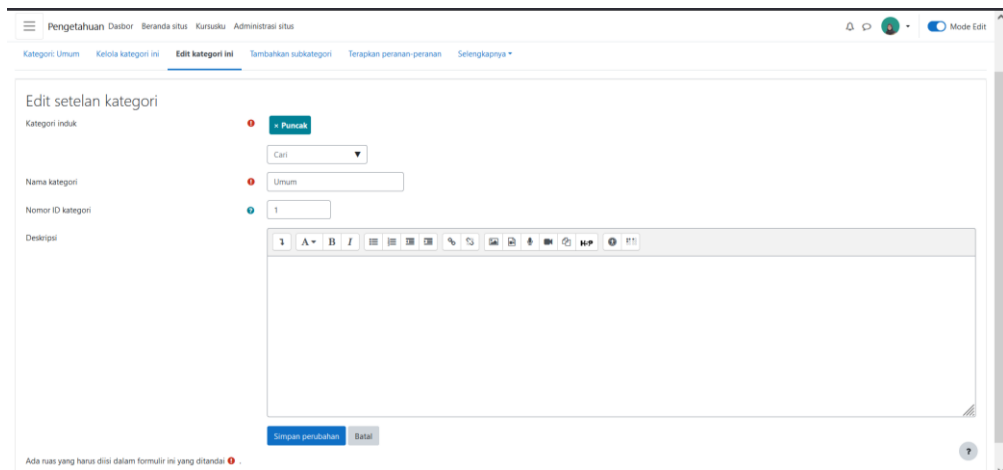 Pengetahuan Dasbor Beranda situs Kursusku Administrasi situs Mode Edit
Kategori: Umum Kelola kategori ini Edit kategori ini Tambahkan subkategori Terapkan peranan-peranan Selengkapnya
Edit setelan kategori
Kategori induk × Puncak
Cari
Nama kategori Umum
Nomor ID kategori 1
Deskripsi A B I H-P
Simpan perubahan Batal
Ada ruas yang harus diisi dalam formulir ini yang ditandai .